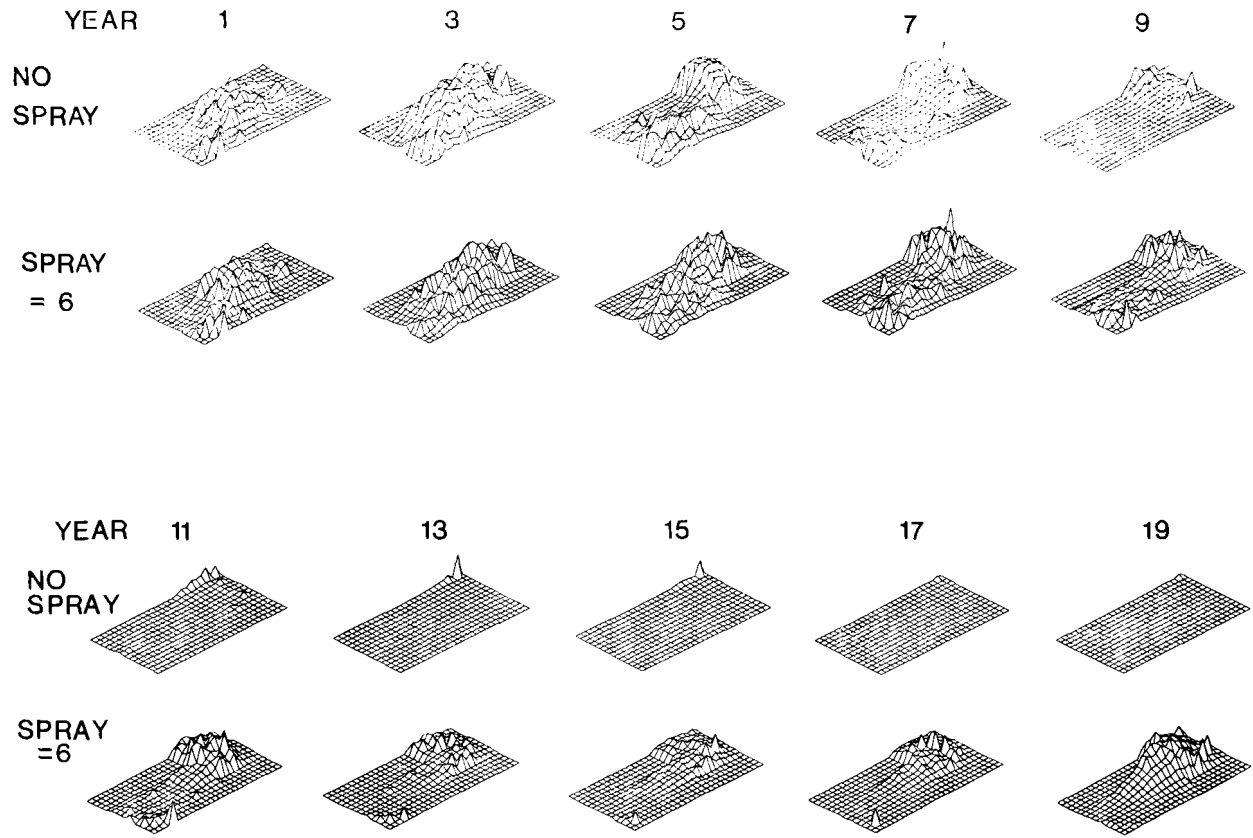 YEAR 1 3 5 7 9
NO
SPRAY
SPRAY
= 6
YEAR 11 13 15 17 19
NO
SPRAY
SPRAY
=6